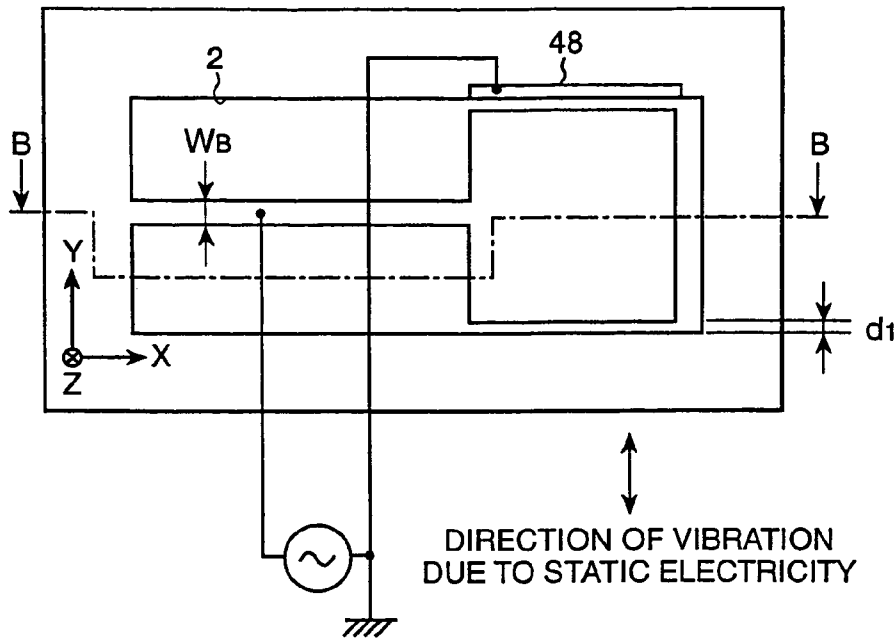 48
2
WB
B
B
Y
X
Z
d1
DIRECTION OF VIBRATION
DUE TO STATIC ELECTRICITY